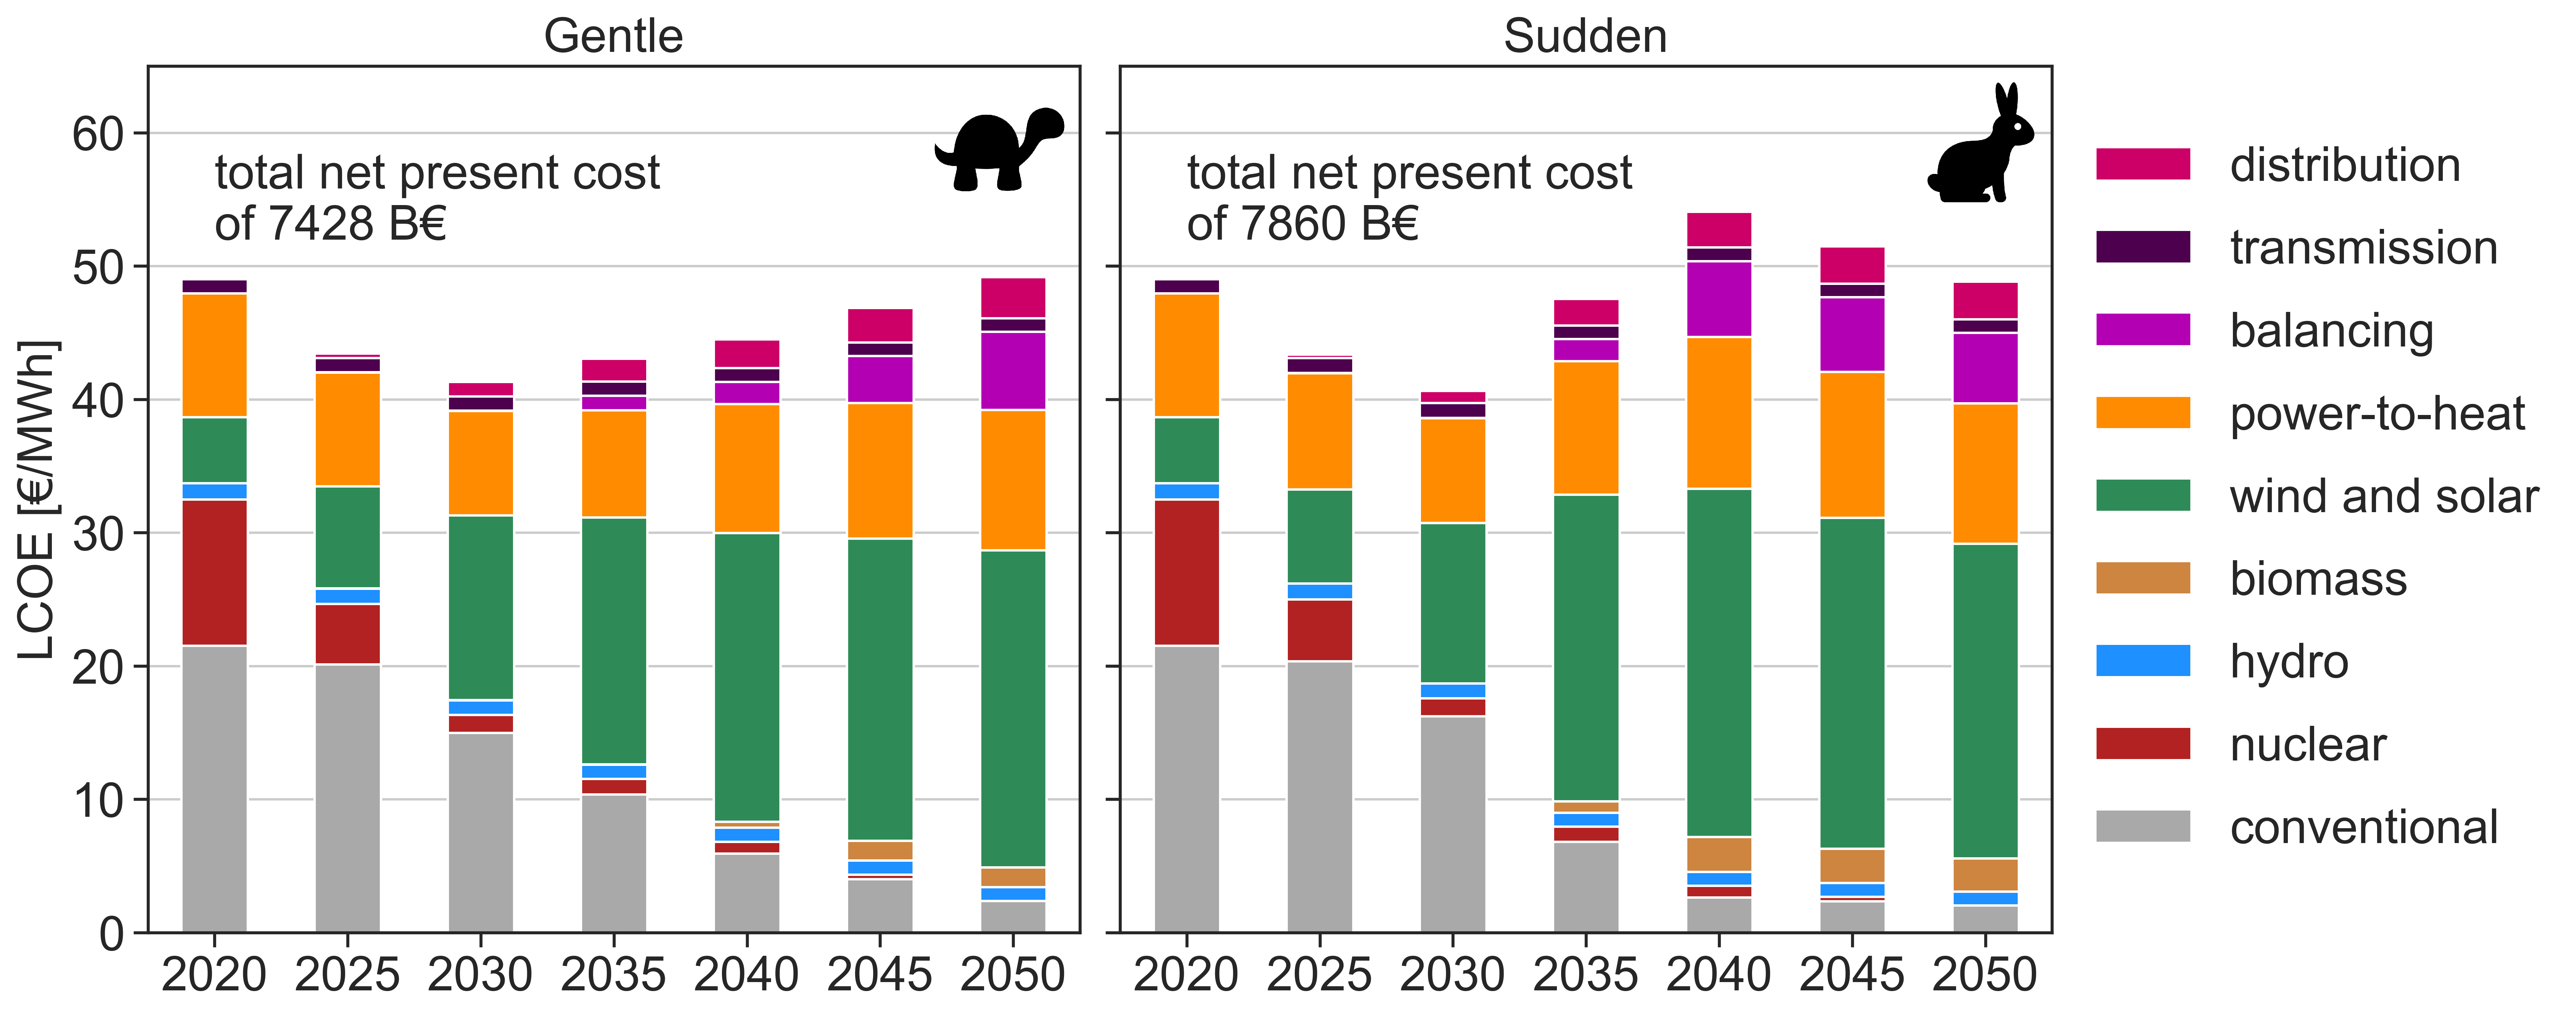 Gentle
Sudden
total net present cost
of 7428 B€
total net present cost
of 7860 B€
LCOE [€/MWh]
60
50
40
30
20
10
0
2020 2025 2030 2035 2040 2045 2050
2020 2025 2030 2035 2040 2045 2050
distribution
transmission
balancing
power-to-heat
wind and solar
biomass
hydro
nuclear
conventional